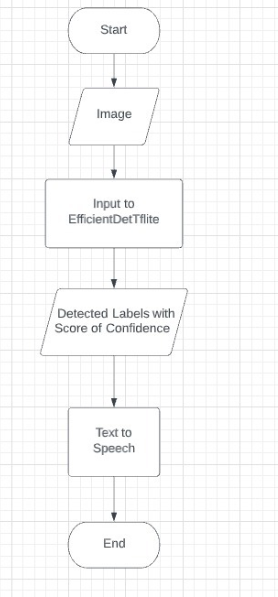 Start
Image
Input to
EfficientDetTflite
Detected Labels with
Score of Confidence
Text to
Speech
End